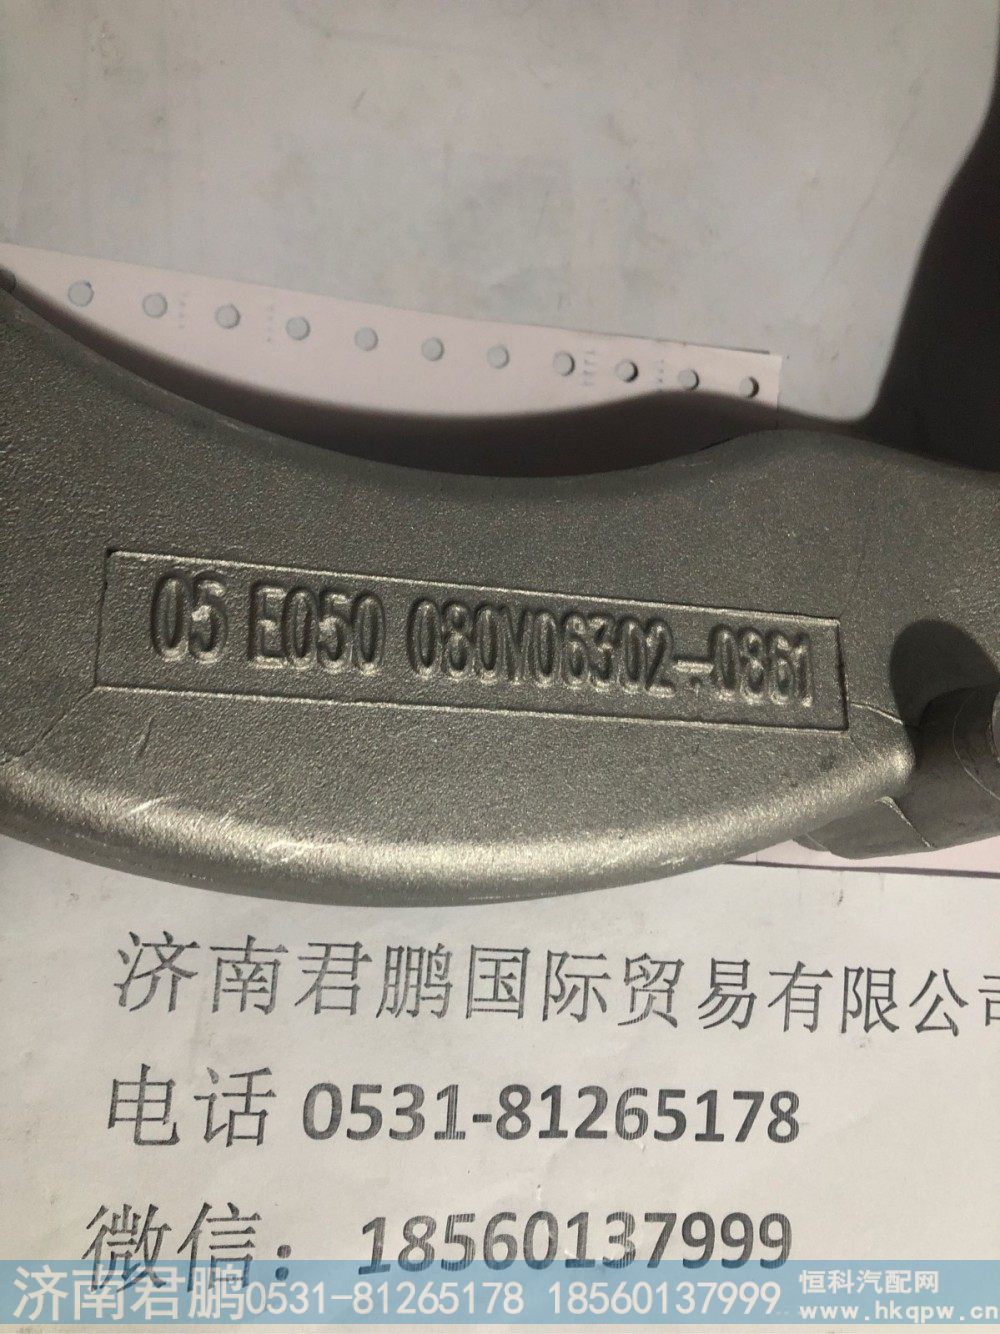 05 E050 080V06302-0861
济南君鹏国际贸易有限公司
电话 0531-81265178
微信： 18560137999
济南君鹏0531-81265178 18560137999
恒科汽配网
www.hkqpw.cn